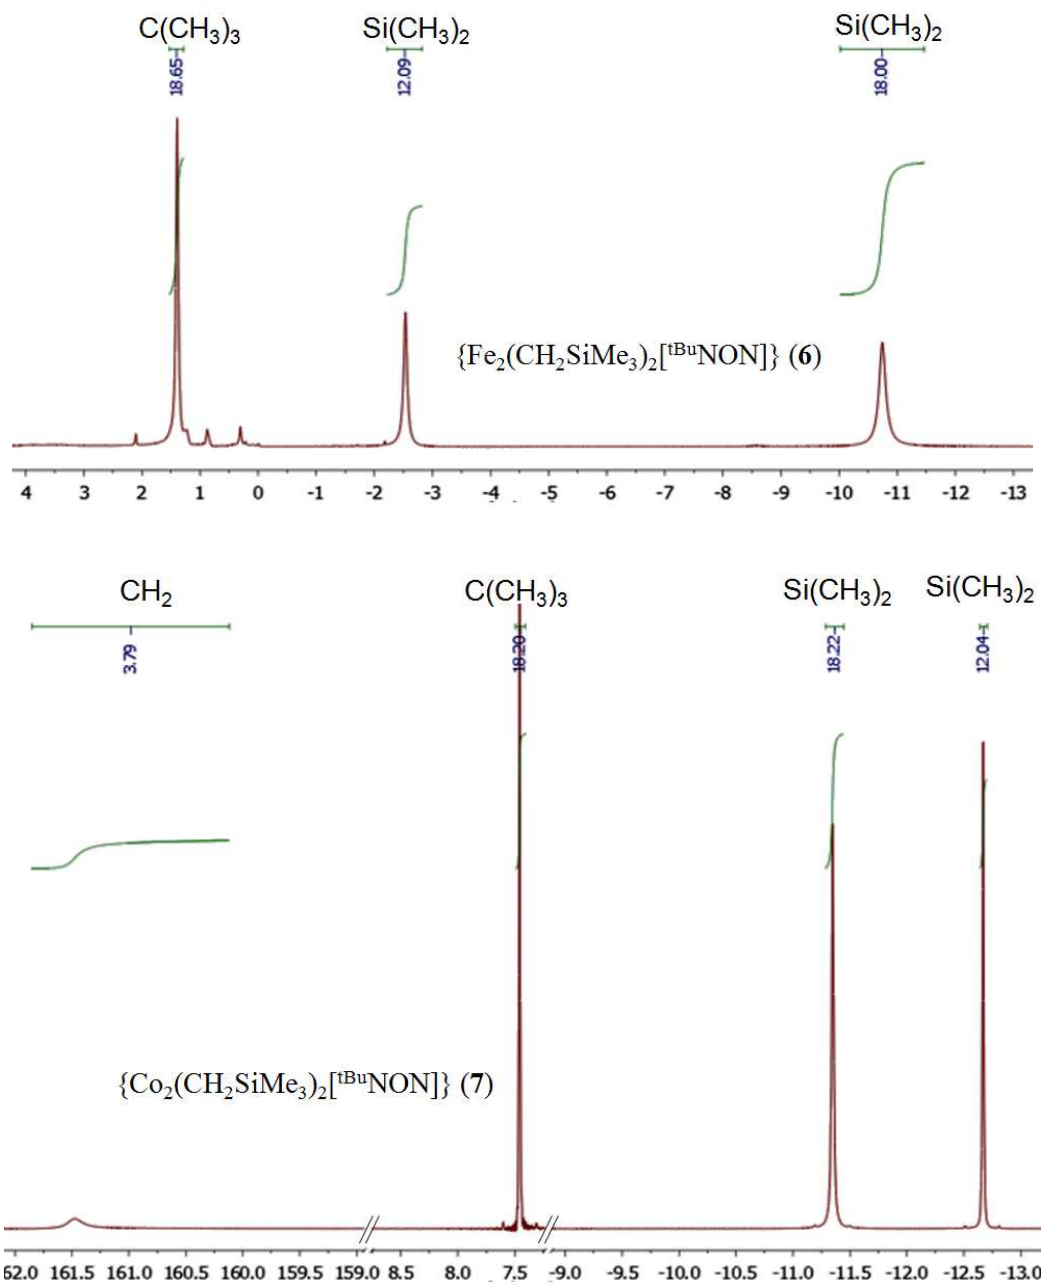 C(CH₃)₃ Si(CH₃)₂ Si(CH₃)₂
18.65 12.09 18.00
{Fe₂(CH₂SiMe₃)₂[ᵗᴮᵘNON]} (6)
4 3 2 1 0 -1 -2 -3 -4 -5 -6 -7 -8 -9 -10 -11 -12 -13
CH₂ C(CH₃)₃ Si(CH₃)₂ Si(CH₃)₂
3.79 18.20 18.22 12.04
{Co₂(CH₂SiMe₃)₂[ᵗᴮᵘNON]} (7)
62.0 161.5 161.0 160.5 160.0 159.5 159.0 8.5 8.0 7.5 -9.0 -9.5 -10.0 -10.5 -11.0 -11.5 -12.0 -12.5 -13.0